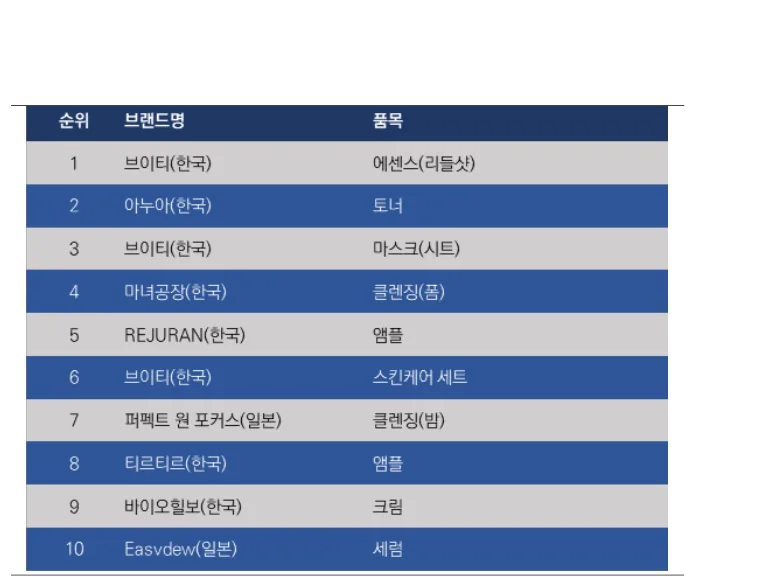 순위 브랜드명 품목
1 브이티(한국) 에센스(리들샷)
2 아누아(한국) 토너
3 브이티(한국) 마스크(시트)
4 마녀공장(한국) 클렌징(폼)
5 REJURAN(한국) 앰플
6 브이티(한국) 스킨케어 세트
7 퍼펙트 원 포커스(일본) 클렌징(밤)
8 티르티르(한국) 앰플
9 바이오힐보(한국) 크림
10 Easvdew(일본) 세럼